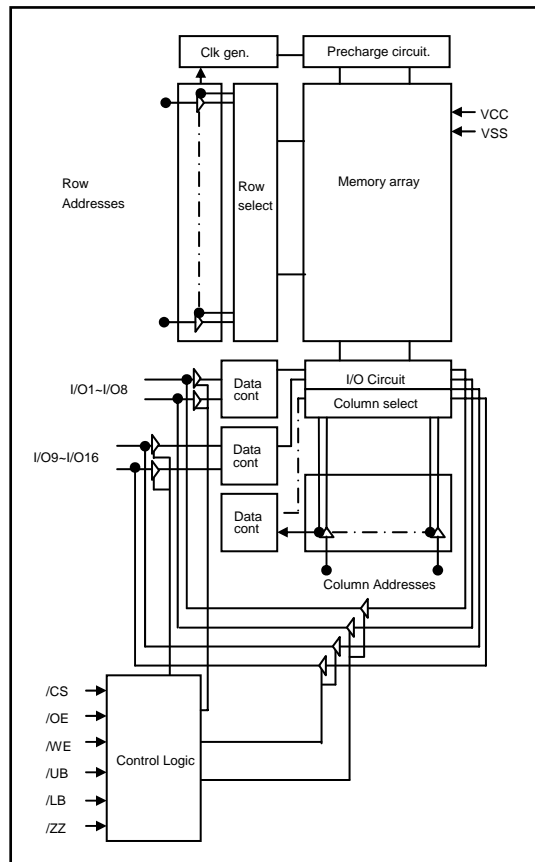 Clk gen.
Precharge circuit.
VCC
VSS
Row
Addresses
Row
select
Memory array
I/O1~I/O8
Data
cont
I/O Circuit
Column select
I/O9~I/O16
Data
cont
Data
cont
Column Addresses
/CS
/OE
/WE
/UB
/LB
/ZZ
Control Logic